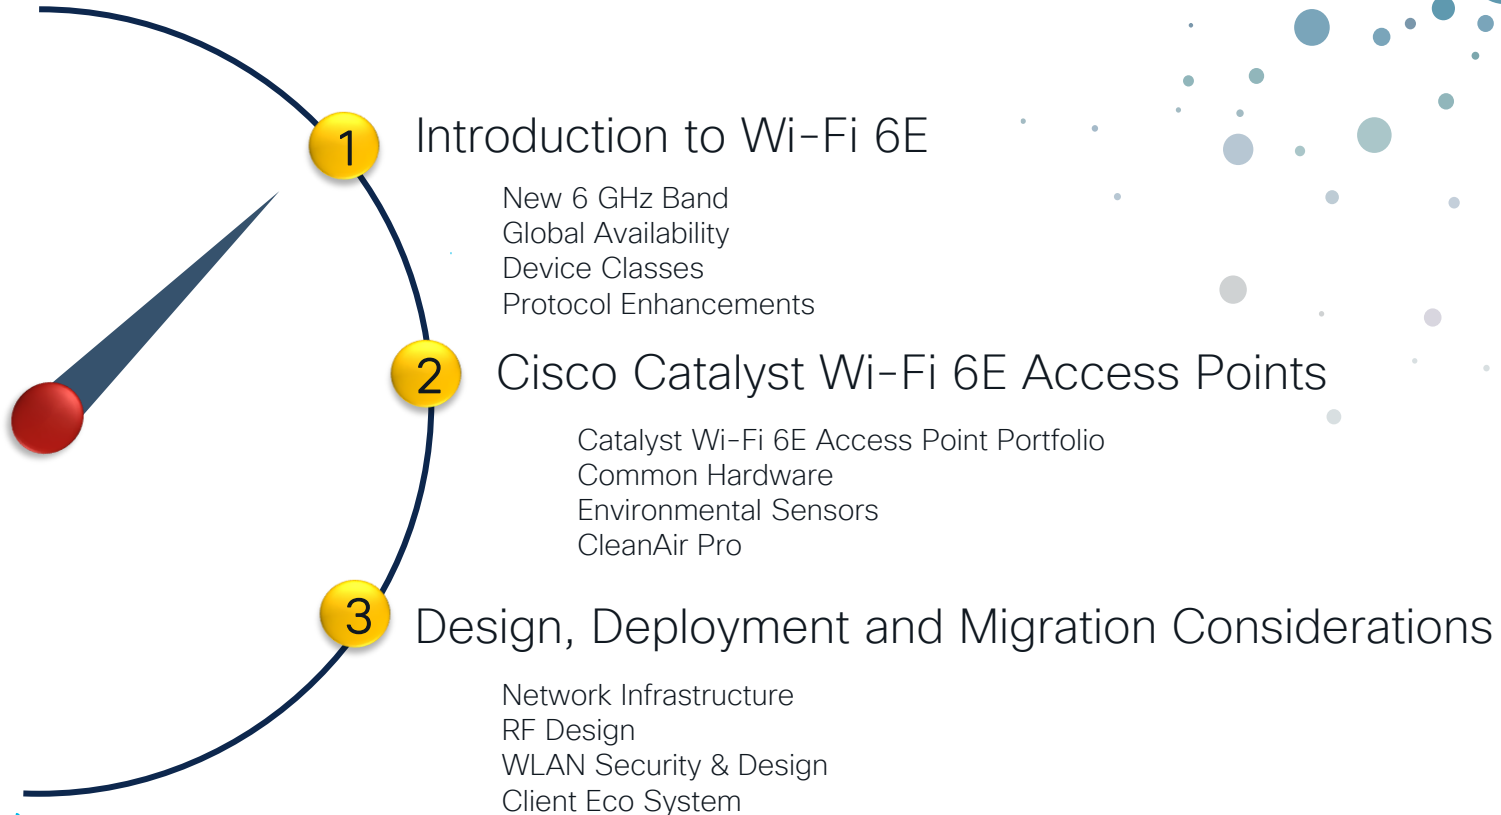 1
Introduction to Wi-Fi 6E
New 6 GHz Band
Global Availability
Device Classes
Protocol Enhancements
2
Cisco Catalyst Wi-Fi 6E Access Points
Catalyst Wi-Fi 6E Access Point Portfolio
Common Hardware
Environmental Sensors
CleanAir Pro
3
Design, Deployment and Migration Considerations
Network Infrastructure
RF Design
WLAN Security & Design
Client Eco System